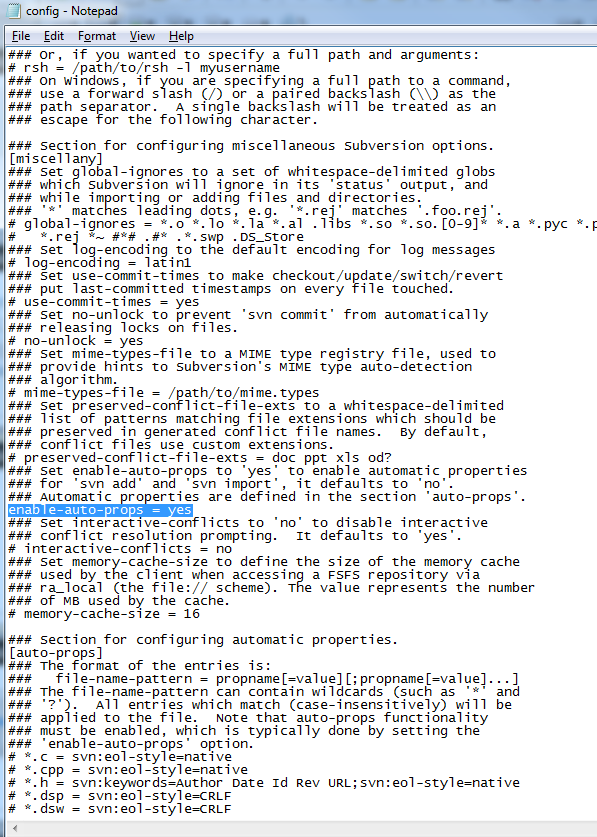 config - Notepad
File Edit Format View Help
### Or, if you wanted to specify a full path and arguments:
# rsh = /path/to/rsh -l myusername
### On Windows, if you are specifying a full path to a command,
### use a forward slash (/) or a paired backslash (\\) as the
### path separator.  A single backslash will be treated as an
### escape for the following character.
### Section for configuring miscellaneous Subversion options.
[miscellany]
### Set global-ignores to a set of whitespace-delimited globs
### which Subversion will ignore in its 'status' output, and
### while importing or adding files and directories.
### '*' matches leading dots, e.g. '*.rej' matches '.foo.rej'.
# global-ignores = *.o *.lo *.la *.al .libs *.so *.so.[0-9]* *.a *.pyc *.p
#   *.rej *~ #*# .#* .*.swp .DS_Store
### Set log-encoding to the default encoding for log messages
# log-encoding = latin1
### Set use-commit-times to make checkout/update/switch/revert
### put last-committed timestamps on every file touched.
# use-commit-times = yes
### Set no-unlock to prevent 'svn commit' from automatically
### releasing locks on files.
# no-unlock = yes
### Set mime-types-file to a MIME type registry file, used to
### provide hints to Subversion's MIME type auto-detection
### algorithm.
# mime-types-file = /path/to/mime.types
### Set preserved-conflict-file-exts to a whitespace-delimited
### list of patterns matching file extensions which should be
### preserved in generated conflict file names.  By default,
### conflict files use custom extensions.
# preserved-conflict-file-exts = doc ppt xls od?
### Set enable-auto-props to 'yes' to enable automatic properties
### for 'svn add' and 'svn import', it defaults to 'no'.
### Automatic properties are defined in the section 'auto-props'.
enable-auto-props = yes
### Set interactive-conflicts to 'no' to disable interactive
### conflict resolution prompting.  It defaults to 'yes'.
# interactive-conflicts = no
### Set memory-cache-size to define the size of the memory cache
### used by the client when accessing a FSFS repository via
### ra_local (the file:// scheme). The value represents the number
### of MB used by the cache.
# memory-cache-size = 16
### Section for configuring automatic properties.
[auto-props]
### The format of the entries is:
###   file-name-pattern = propname[=value][;propname[=value]...]
### The file-name-pattern can contain wildcards (such as '*' and
### '?').  All entries which match (case-insensitively) will be
### applied to the file.  Note that auto-props functionality
### must be enabled, which is typically done by setting the
### 'enable-auto-props' option.
# *.c = svn:eol-style=native
# *.cpp = svn:eol-style=native
# *.h = svn:keywords=Author Date Id Rev URL;svn:eol-style=native
# *.dsp = svn:eol-style=CRLF
# *.dsw = svn:eol-style=CRLF